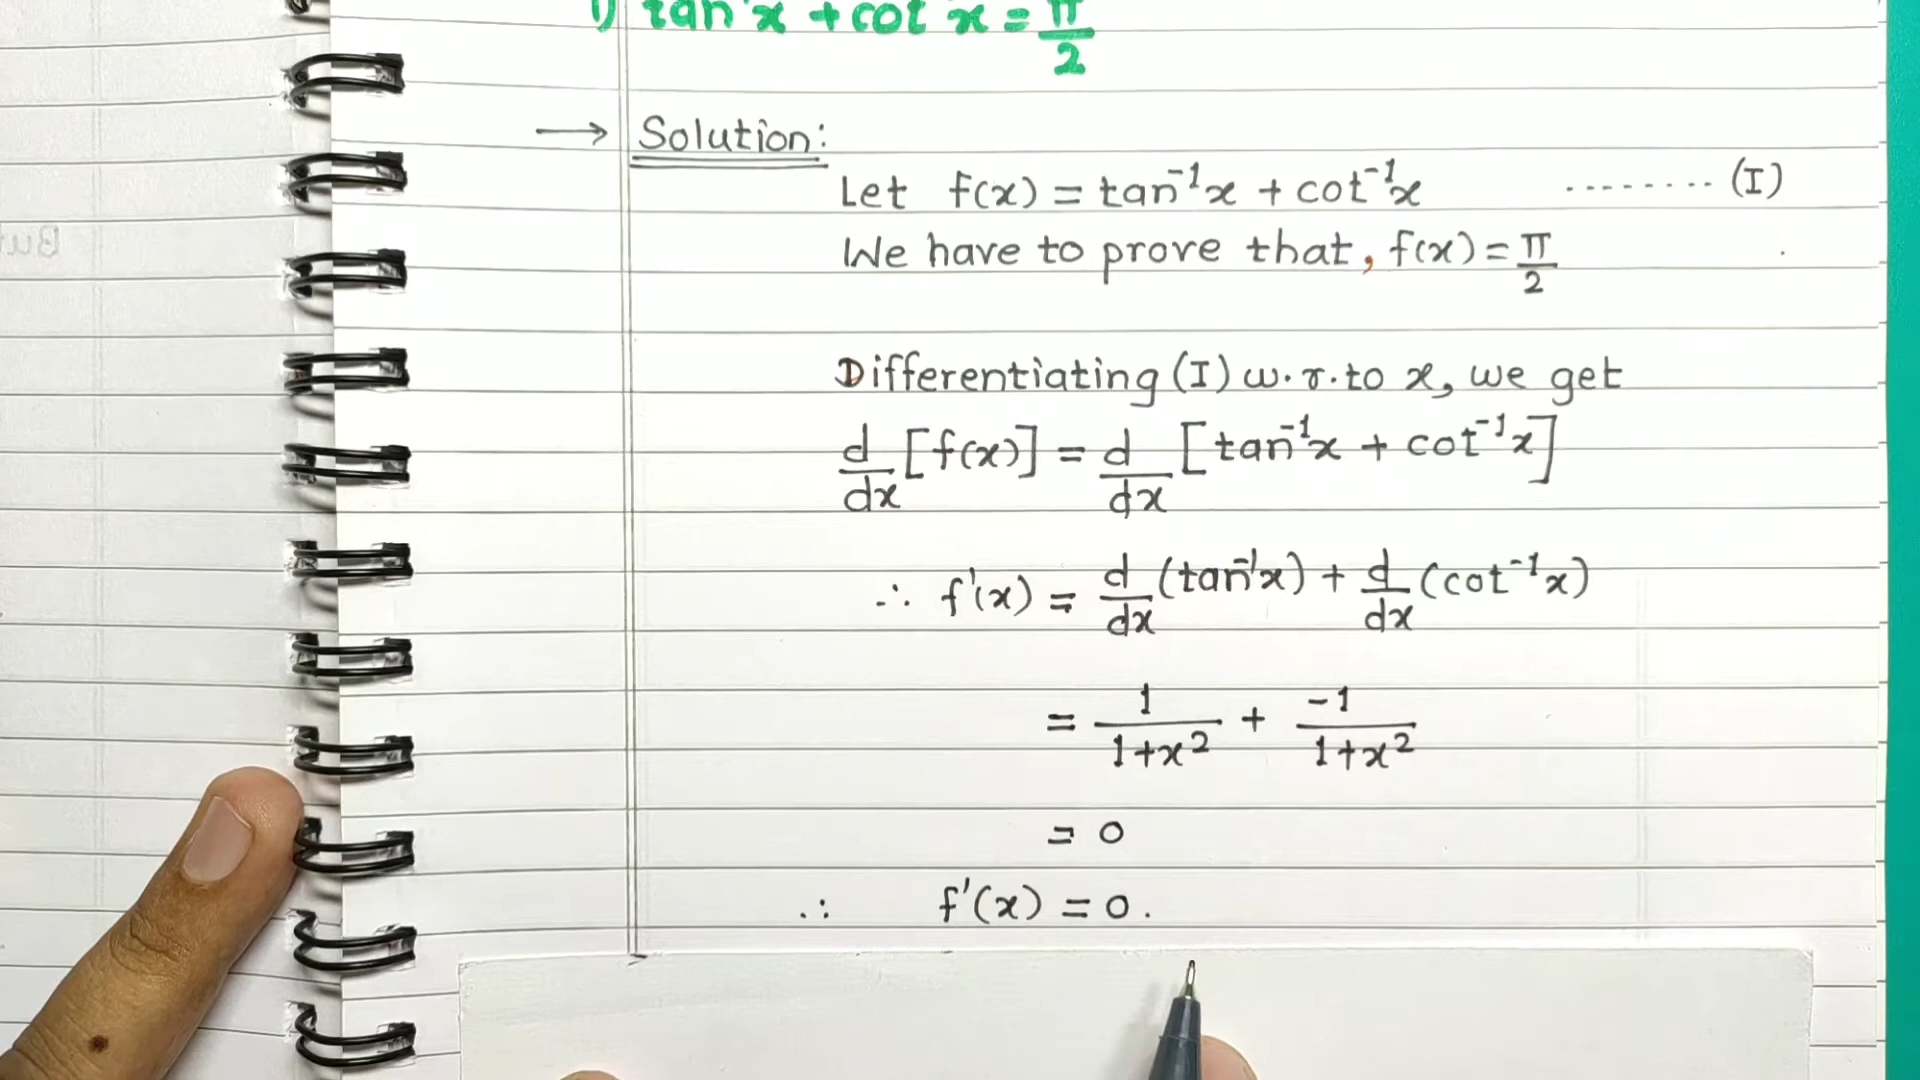 1) tan⁻¹x + cot⁻¹x = π/2
Solution:
Let f(x) = tan⁻¹x + cot⁻¹x ........ (I)
We have to prove that, f(x) = π/2
Differentiating (I) w.r.to x, we get
d/dx [f(x)] = d/dx [tan⁻¹x + cot⁻¹x]
∴ f'(x) = d/dx (tan⁻¹x) + d/dx (cot⁻¹x)
= 1/1+x² + -1/1+x²
= 0
∴ f'(x) = 0.